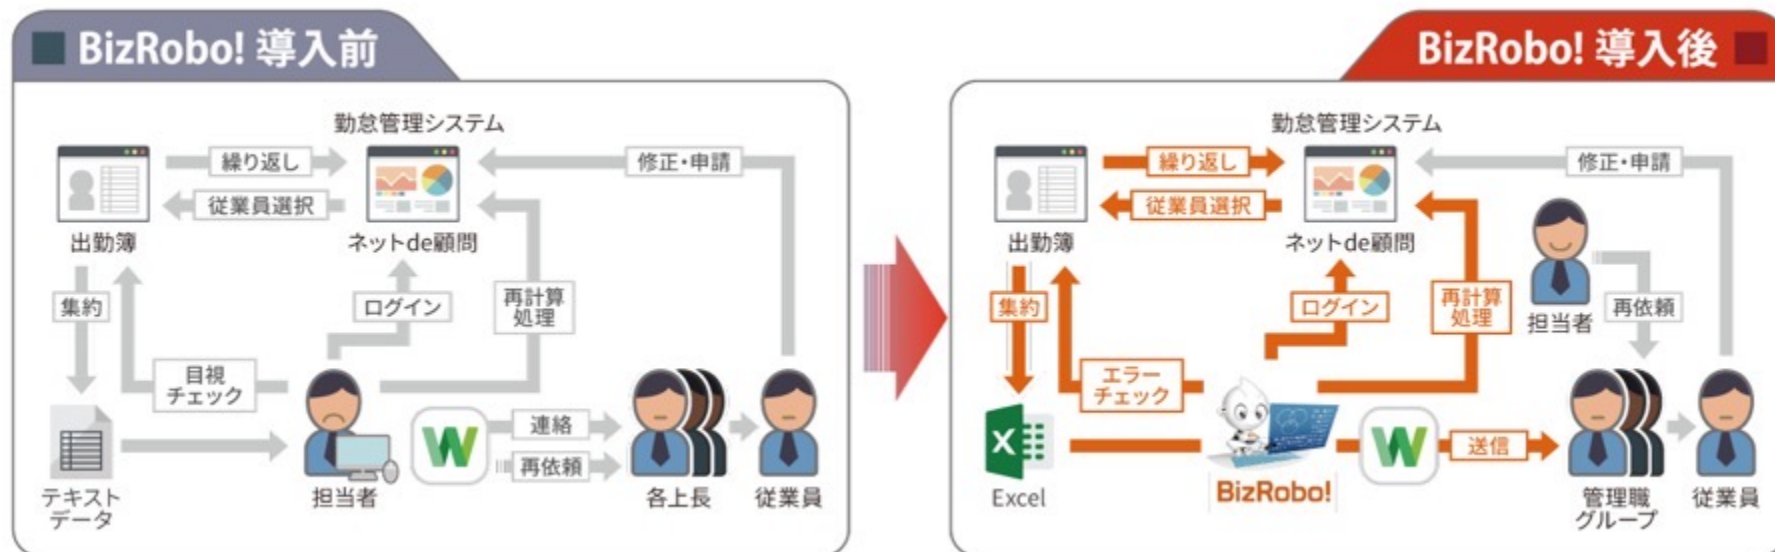 BizRobo! 導入前
勤怠管理システム
繰り返し
修正・申請
従業員選択
出勤簿
ネットde顧問
集約
ログイン
再計算
処理
目視
チェック
連絡
再依頼
テキスト
データ
担当者
各上長
従業員
BizRobo! 導入後
勤怠管理システム
繰り返し
修正・申請
従業員選択
出勤簿
ネットde顧問
集約
ログイン
再計算
処理
担当者
再依頼
エラー
チェック
X
送信
Excel
BizRobo!
管理職
グループ
従業員